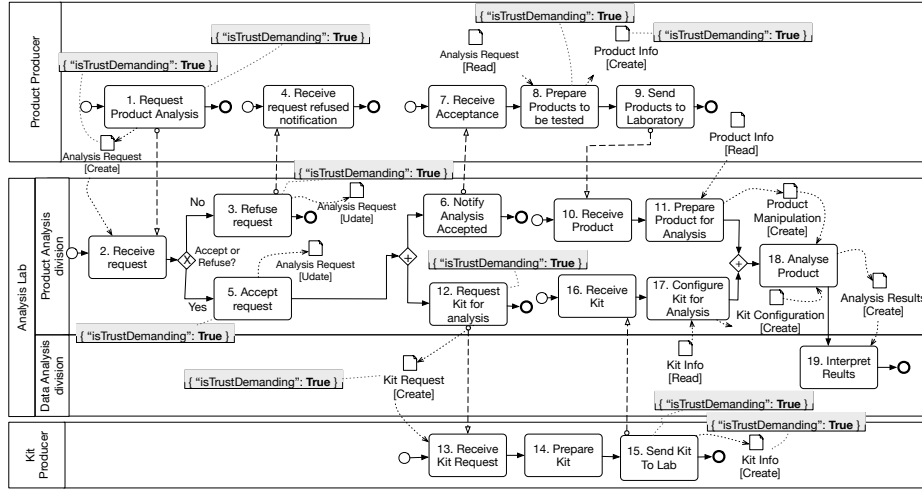 { "isTrustDemanding": True }
{ "isTrustDemanding": True }
{ "isTrustDemanding": True }
Product Producer
Analysis Request
[Read]
Product Info
[Create]
{ "isTrustDemanding": True }
1. Request
Product Analysis
4. Receive
request refused
notification
7. Receive
Acceptance
8. Prepare
Products to
be tested
9. Send
Products to
Laboratory
Analysis Request
[Create]
Product Info
[Read]
Analysis Lab
Product Analysis
division
{ "isTrustDemanding": True }
No
3. Refuse
request
Analysis Request
[Udate]
6. Notify
Analysis
Accepted
10. Receive
Product
11. Prepare
Product for
Analysis
Product
Manipulation
[Create]
2. Receive
request
X
Accept or
Refuse?
Analysis Request
[Udate]
{ "isTrustDemanding": True }
18. Analyse
Product
Yes
5. Accept
request
12. Request
Kit for
analysis
16. Receive
Kit
17. Configure
Kit for
Analysis
Kit Configuration
[Create]
Analysis Results
[Create]
{ "isTrustDemanding": True }
Data Analysis
division
Kit Info
[Read]
19. Interpret
Reults
{ "isTrustDemanding": True }
Kit Request
[Create]
{ "isTrustDemanding": True }
{ "isTrustDemanding": True }
Kit
Producer
13. Receive
Kit Request
14. Prepare
Kit
15. Send Kit
To Lab
Kit Info
[Create]